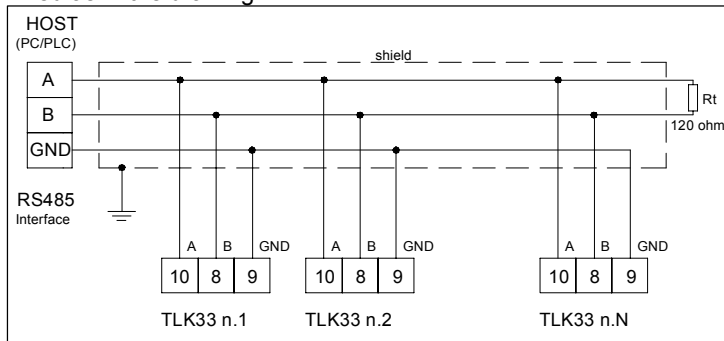 HOST
(PC/PLC)
shield
A
B
GND
Rt
120 ohm
RS485
Interface
A B GND A B GND A B GND
10 8 9 10 8 9 10 8 9
TLK33 n.1 TLK33 n.2 TLK33 n.N